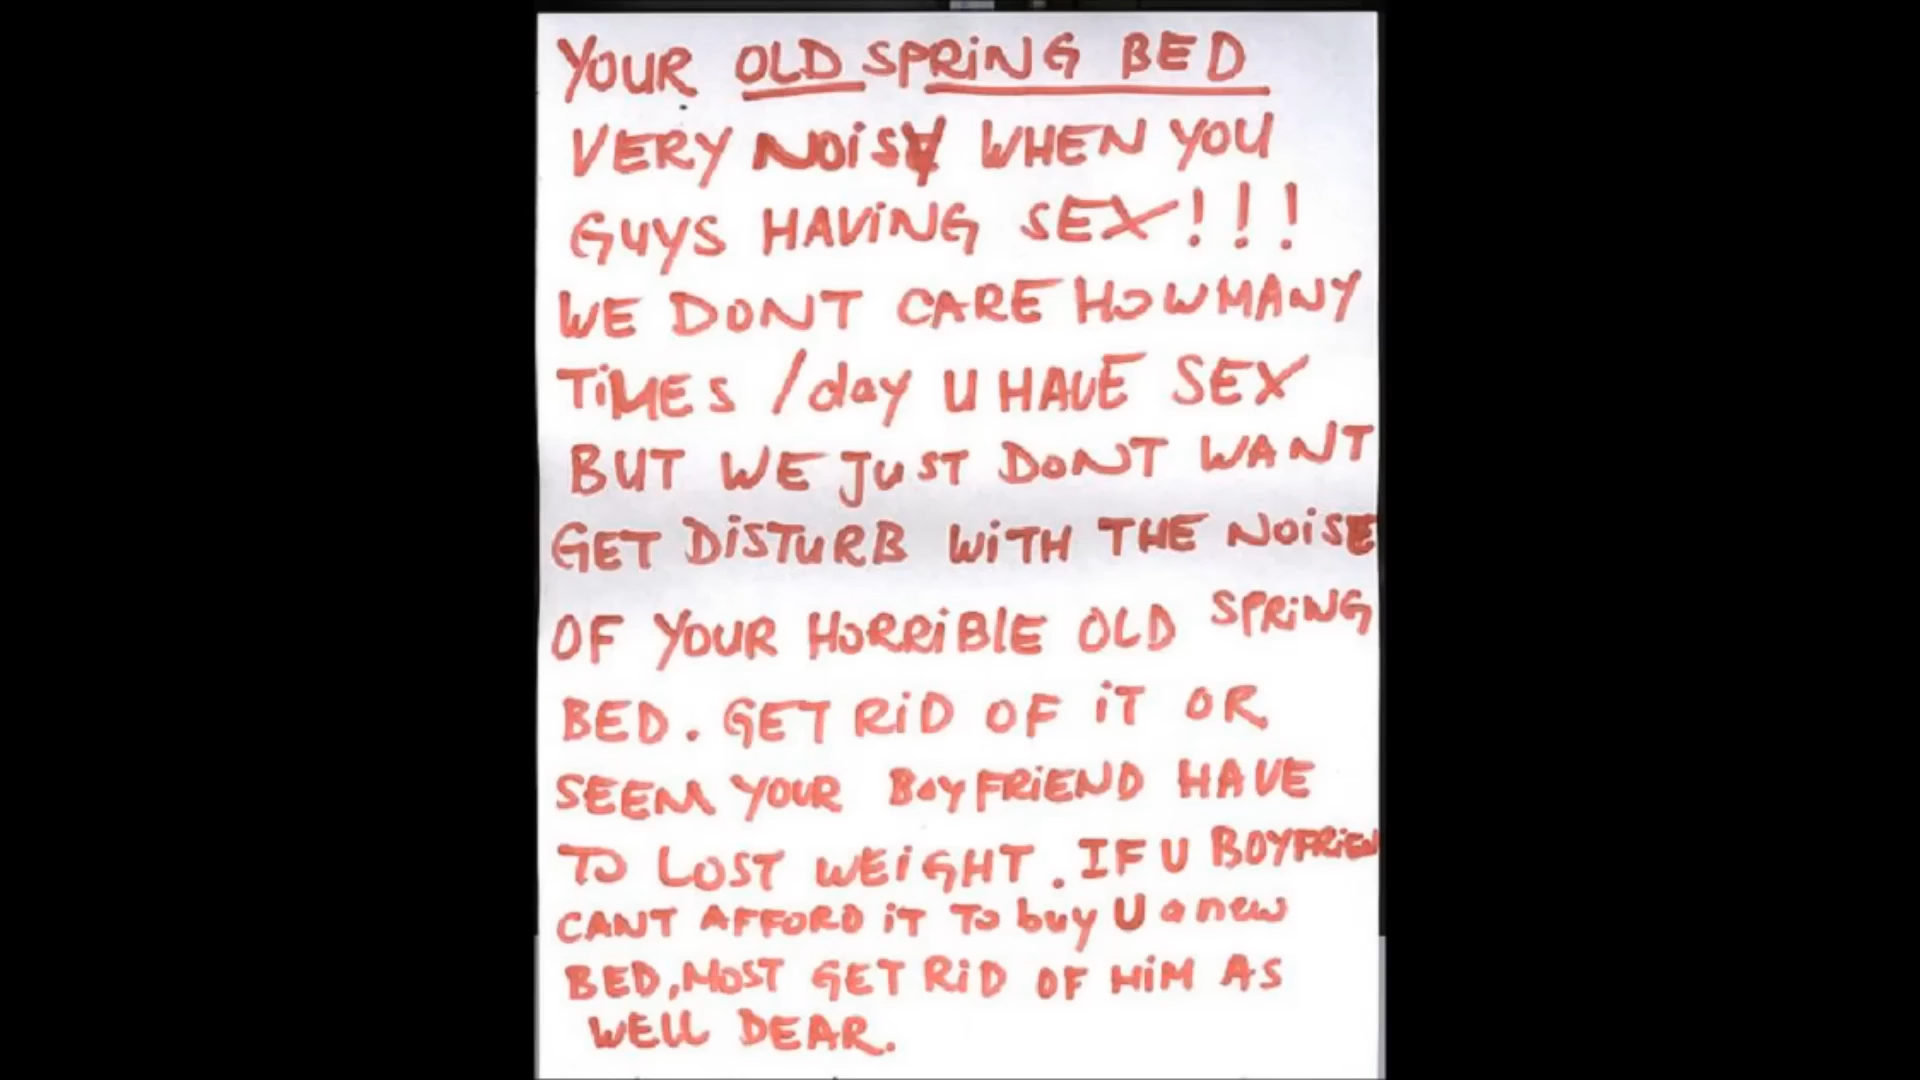 YOUR OLD SPRiNG BED
VERY NOiSY WHEN YOU
GUYS HAViNG SEX!!!
WE DONT CARE HOWMANY
TiMES /day U HAVE SEX
BUT WE JUST DONT WANT
GET DiSTURB WiTH THE NOiSE
OF YOUR HORRiBLE OLD SPRiNG
BED. GET RiD OF iT OR
SEEM YOUR BOYFRiEND HAVE
TO LOST WEiGHT. IF U BOYFRiEN
CANT AFFORD iT To buy U a new
BED, MOST GET RiD OF HiM AS
WELL DEAR.